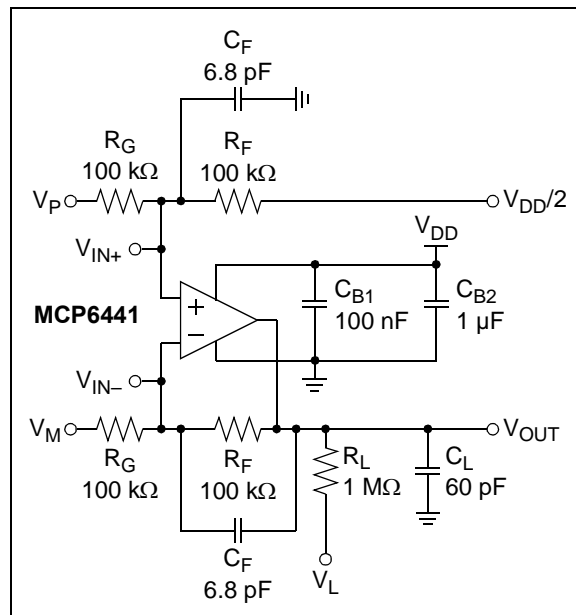 C_F
6.8 pF
R_G
100 kΩ
R_F
100 kΩ
V_P
V_DD/2
V_DD
V_IN+
MCP6441
C_B1
100 nF
C_B2
1 µF
V_IN–
V_M
V_OUT
R_G
100 kΩ
R_F
100 kΩ
R_L
1 MΩ
C_L
60 pF
C_F
6.8 pF
V_L